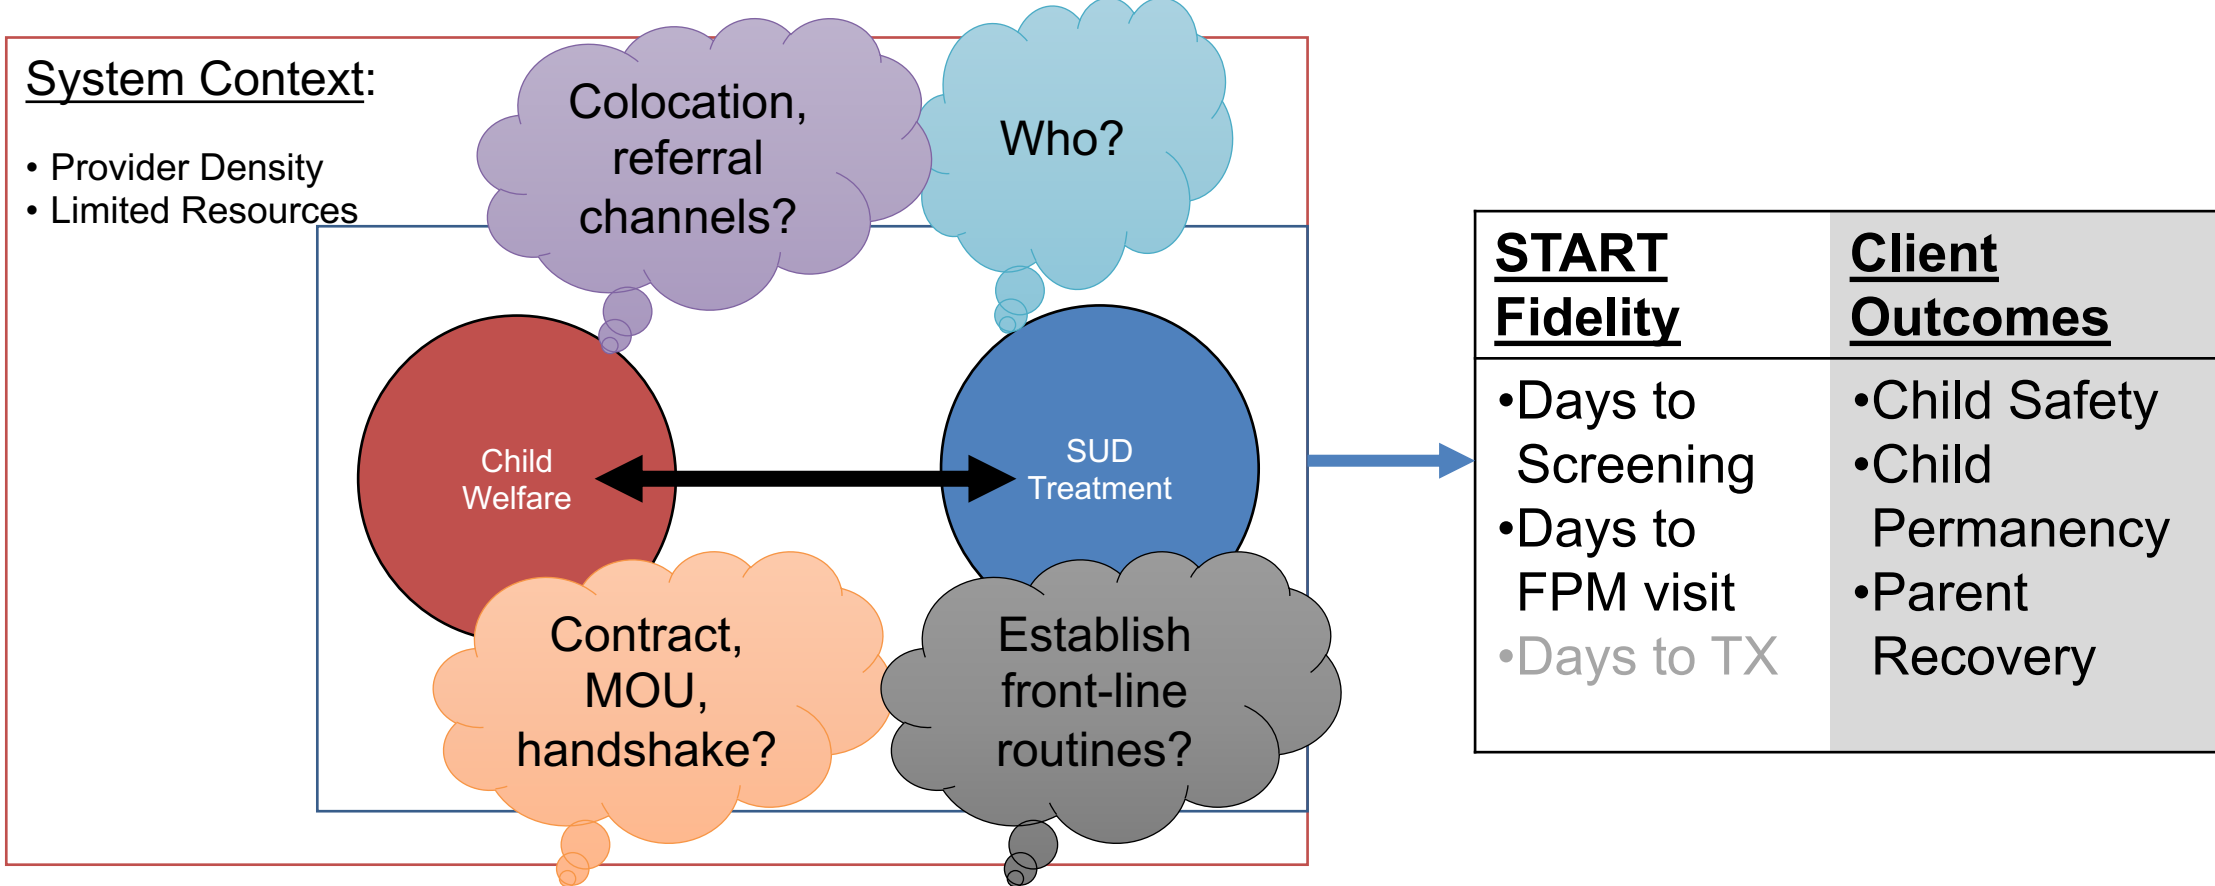 System Context:
• Provider Density
• Limited Resources
Colocation,
referral
channels?
Who?
Child
Welfare
SUD
Treatment
Contract,
MOU,
handshake?
Establish
front-line
routines?
START
Fidelity
•Days to
Screening
•Days to
FPM visit
•Days to TX
Client
Outcomes
•Child Safety
•Child
Permanency
•Parent
Recovery